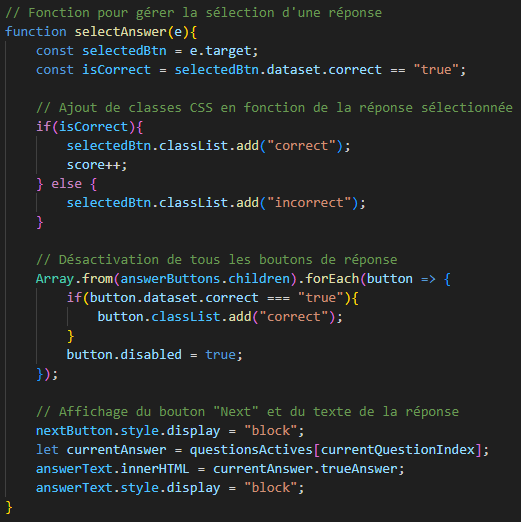 // Fonction pour gérer la sélection d'une réponse
function selectAnswer(e){
    const selectedBtn = e.target;
    const isCorrect = selectedBtn.dataset.correct == "true";

    // Ajout de classes CSS en fonction de la réponse sélectionnée
    if(isCorrect){
        selectedBtn.classList.add("correct");
        score++;
    } else {
        selectedBtn.classList.add("incorrect");
    }

    // Désactivation de tous les boutons de réponse
    Array.from(answerButtons.children).forEach(button => {
        if(button.dataset.correct === "true"){
            button.classList.add("correct");
        }
        button.disabled = true;
    });

    // Affichage du bouton "Next" et du texte de la réponse
    nextButton.style.display = "block";
    let currentAnswer = questionsActives[currentQuestionIndex];
    answerText.innerHTML = currentAnswer.trueAnswer;
    answerText.style.display = "block";
}